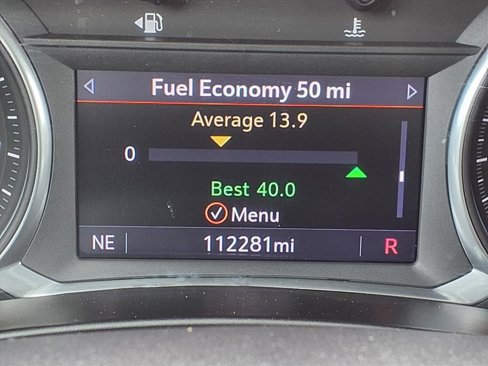 Fuel Economy 50 mi
Average 13.9
0
Best 40.0
Menu
NE 112281mi R